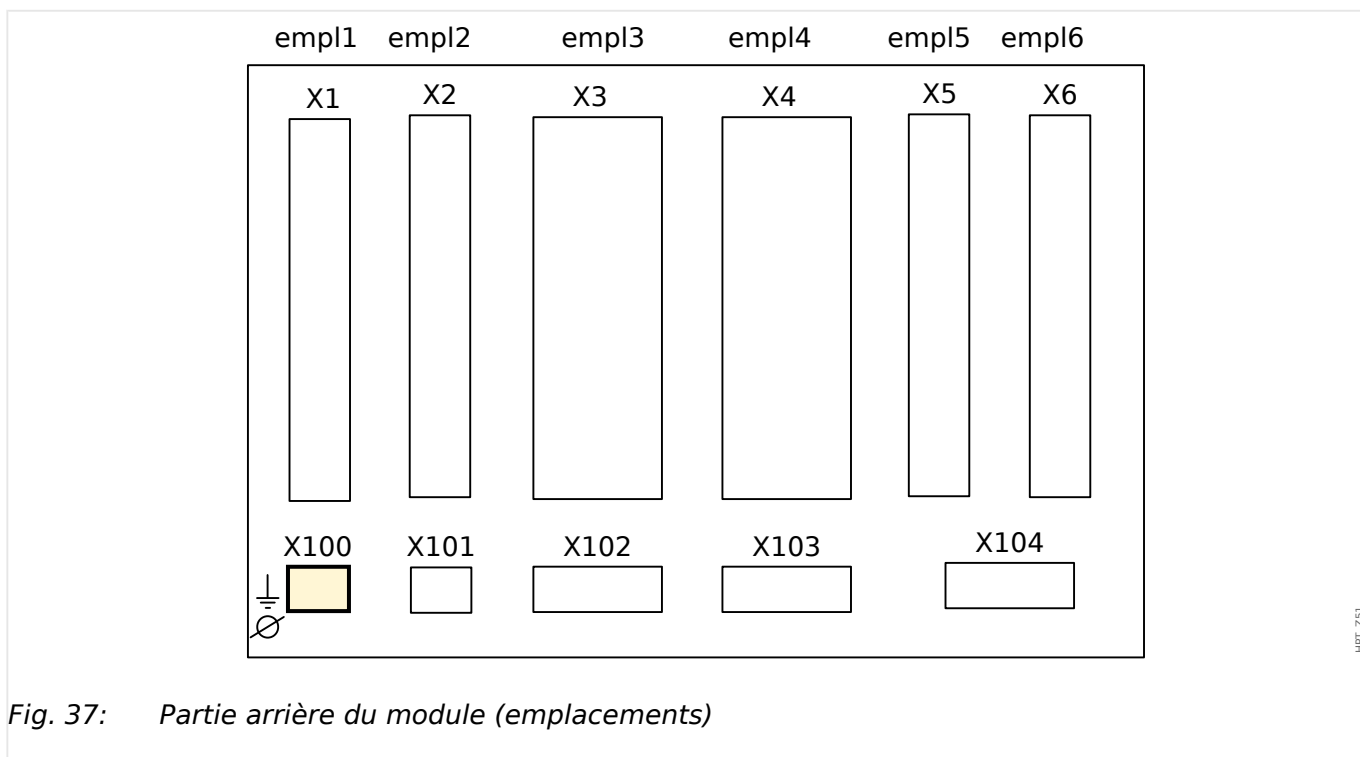 empl1 empl2 empl3 empl4 empl5 empl6
X1 X2 X3 X4 X5 X6
X100 X101 X102 X103 X104
Fig. 37: Partie arrière du module (emplacements)